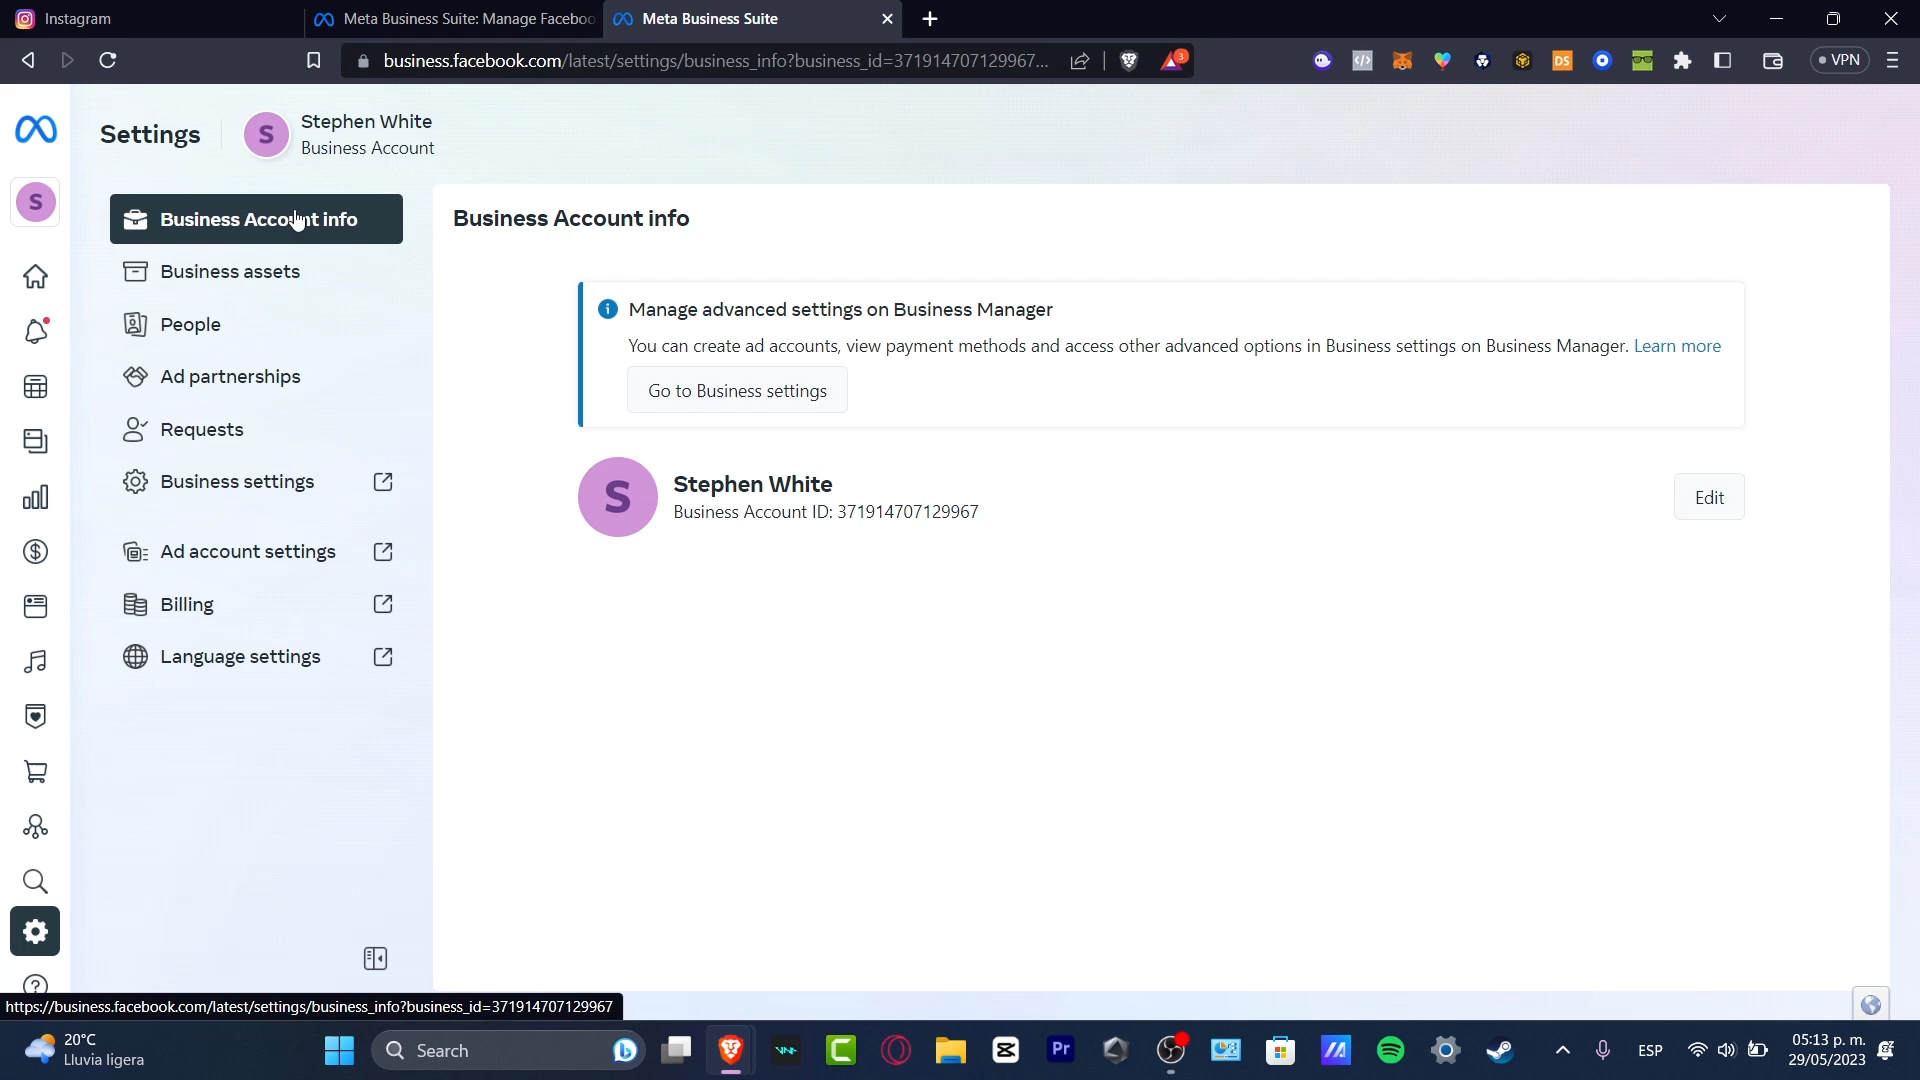 Instagram
Meta Business Suite: Manage Faceboo
Meta Business Suite
business.facebook.com/latest/settings/business_info?business_id=371914707129967...
3
DS
VPN
Settings
S
Stephen White
Business Account
S
Business Account info
Business assets
People
Ad partnerships
Requests
Business settings
Ad account settings
Billing
Language settings
Business Account info
Manage advanced settings on Business Manager
You can create ad accounts, view payment methods and access other advanced options in Business settings on Business Manager. Learn more
Go to Business settings
S
Stephen White
Business Account ID: 371914707129967
Edit
https://business.facebook.com/latest/settings/business_info?business_id=371914707129967
20°C
Lluvia ligera
Search
Pr
ESP
05:13 p. m.
29/05/2023